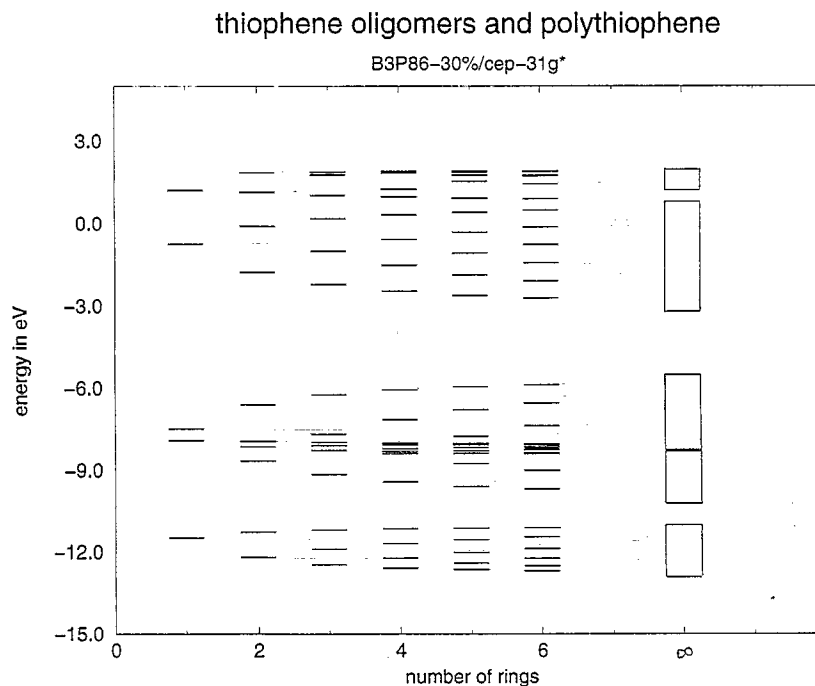 thiophene oligomers and polythiophene
B3P86−30%/cep−31g*
3.0
0.0
−3.0
−6.0
−9.0
−12.0
−15.0
energy in eV
0 2 4 6 ∞
number of rings